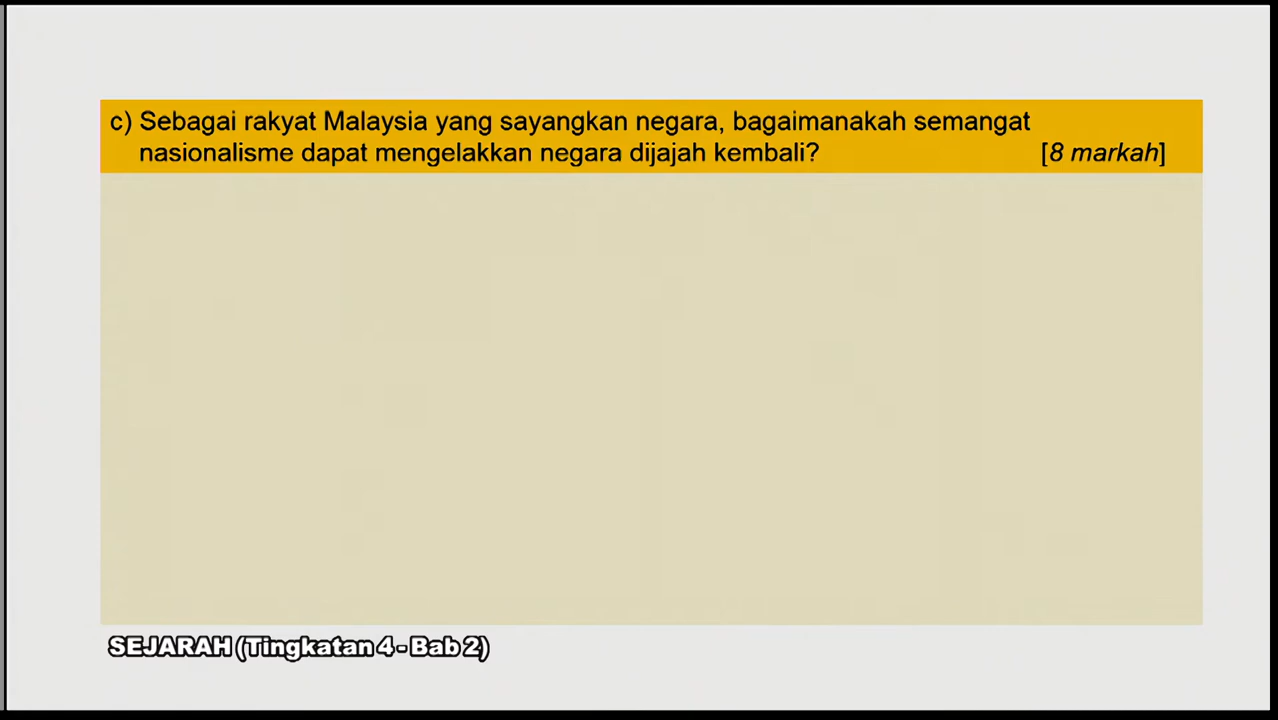 c) Sebagai rakyat Malaysia yang sayangkan negara, bagaimanakah semangat
nasionalisme dapat mengelakkan negara dijajah kembali? [8 markah]
SEJARAH (Tingkatan 4 - Bab 2)